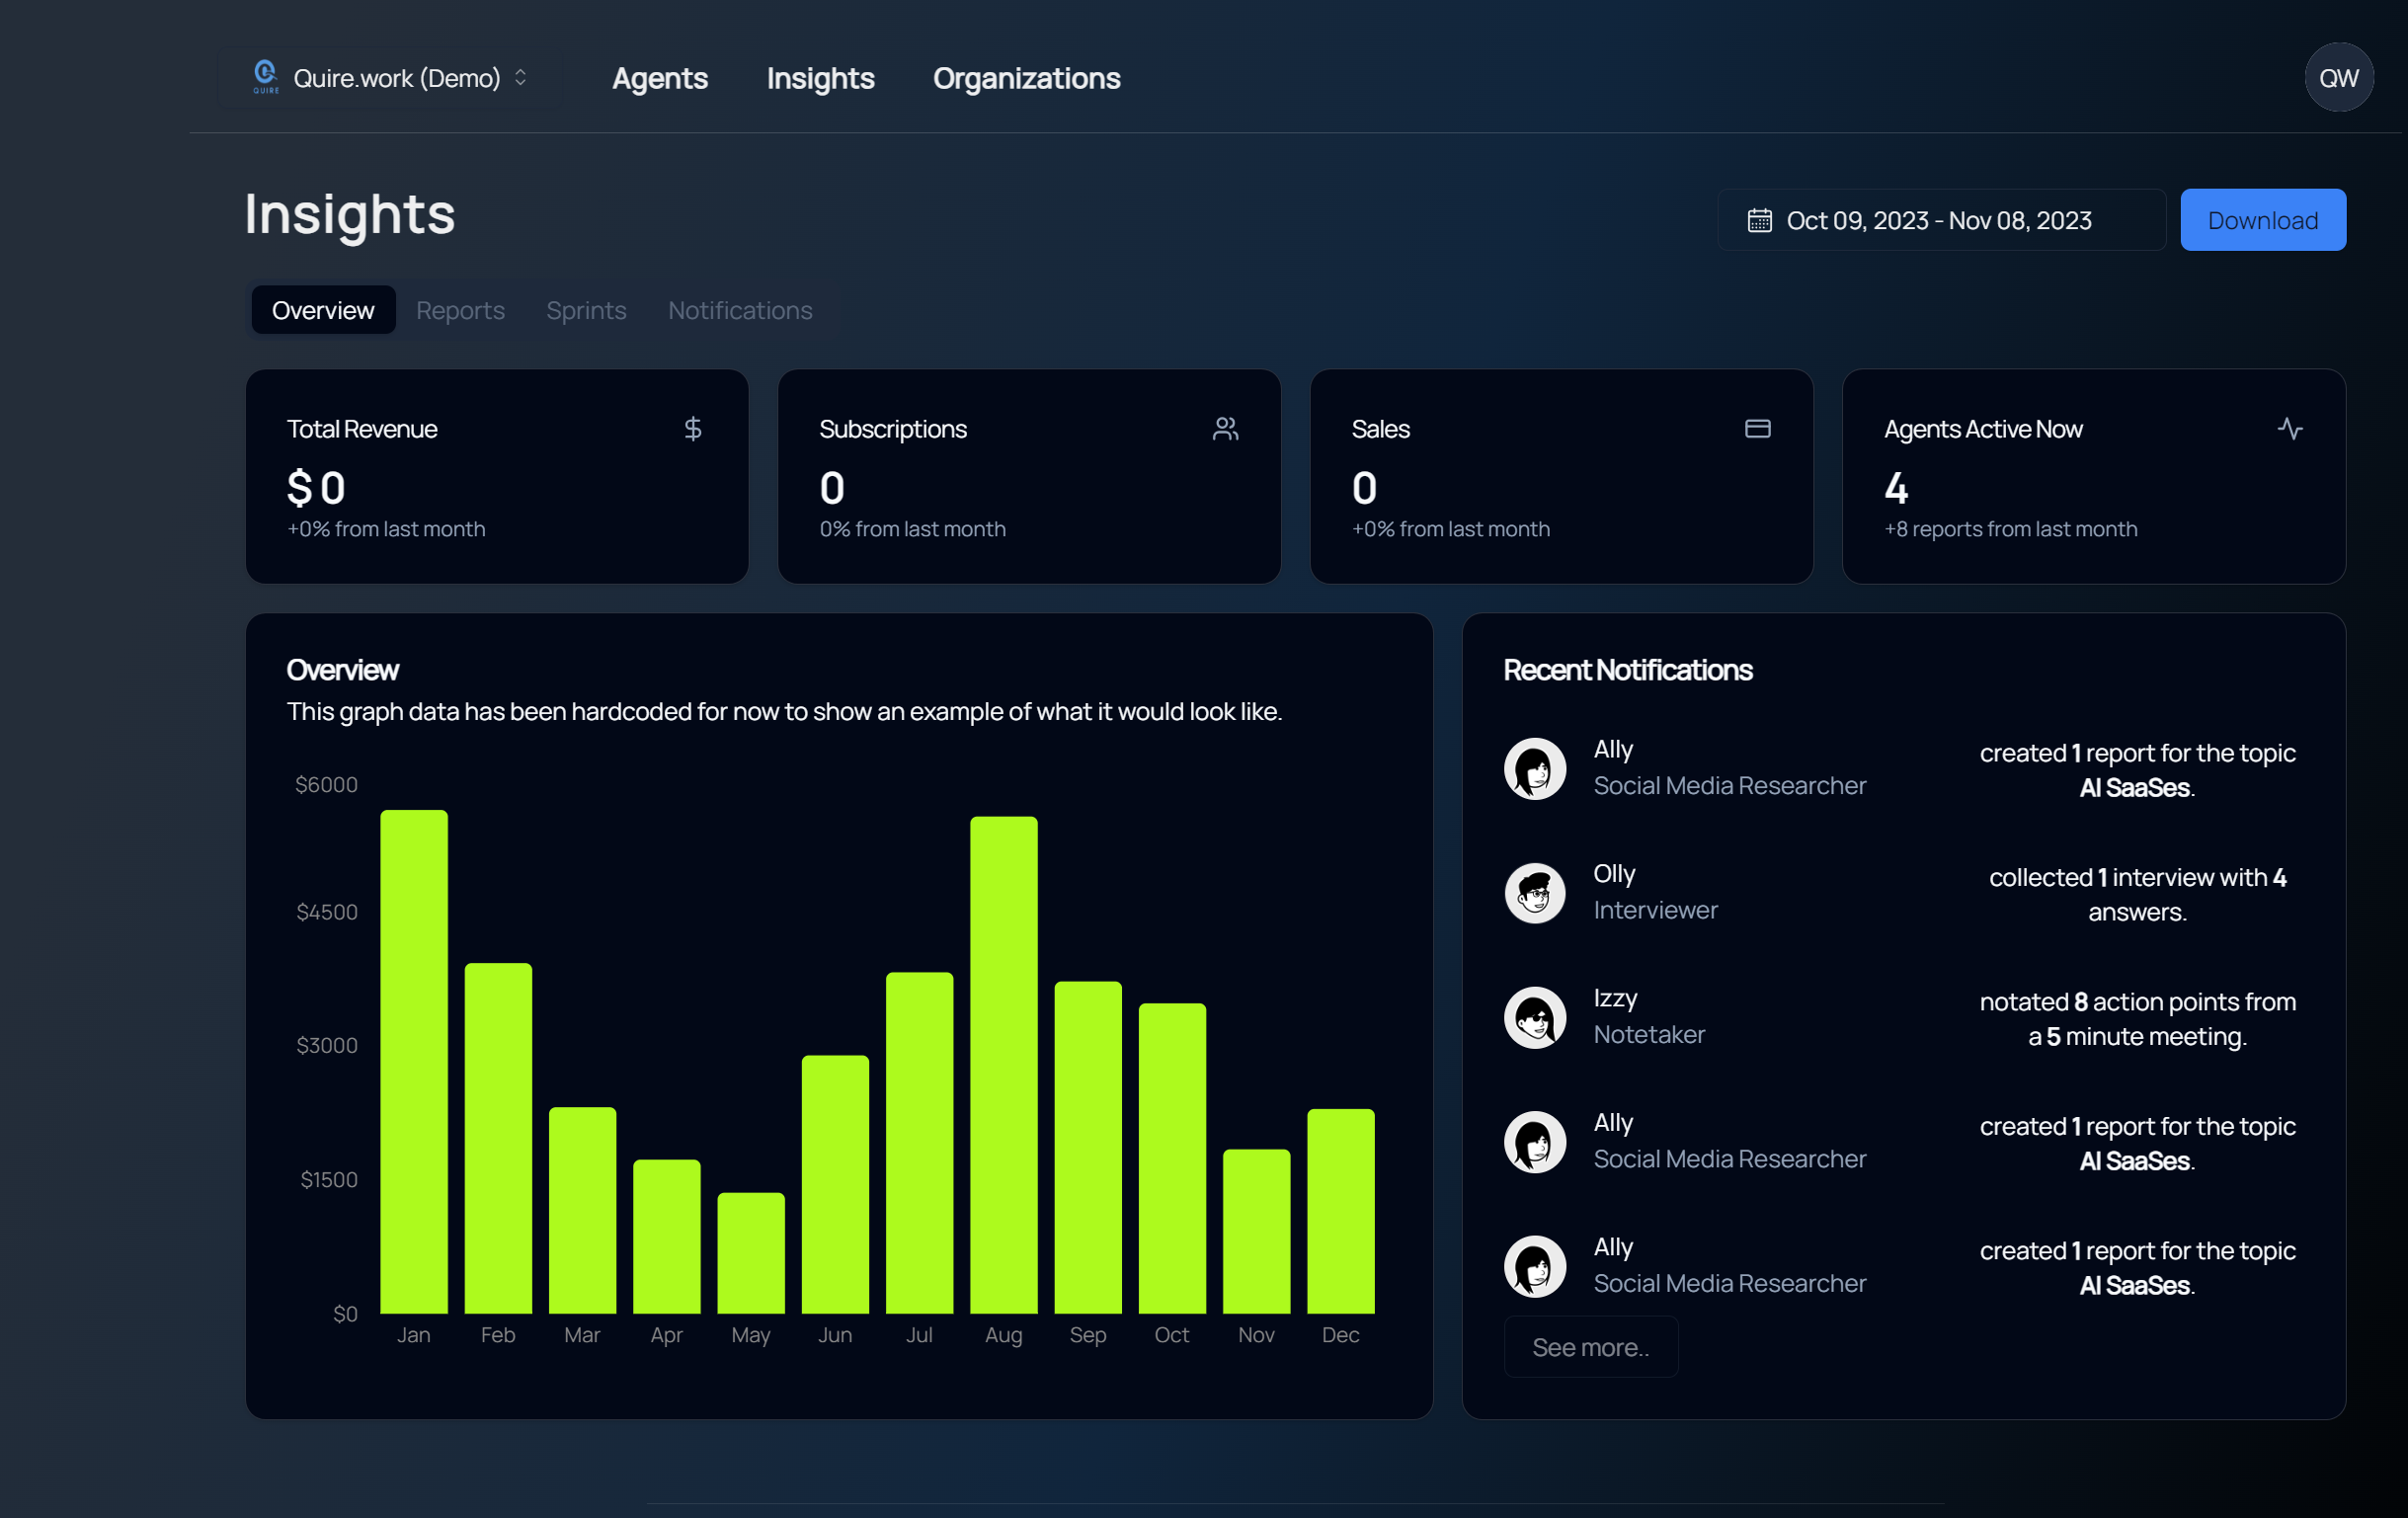 QUIRE
Quire.work (Demo)
Agents
Insights
Organizations
QW
Insights
Oct 09, 2023 - Nov 08, 2023
Download
Overview
Reports
Sprints
Notifications
Total Revenue
$ 0
+0% from last month
Subscriptions
0
0% from last month
Sales
0
+0% from last month
Agents Active Now
4
+8 reports from last month
Overview
This graph data has been hardcoded for now to show an example of what it would look like.
$6000
$4500
$3000
$1500
$0
Jan
Feb
Mar
Apr
May
Jun
Jul
Aug
Sep
Oct
Nov
Dec
Recent Notifications
Ally
Social Media Researcher
created 1 report for the topic
AI SaaSes.
Olly
Interviewer
collected 1 interview with 4
answers.
Izzy
Notetaker
notated 8 action points from
a 5 minute meeting.
Ally
Social Media Researcher
created 1 report for the topic
AI SaaSes.
Ally
Social Media Researcher
created 1 report for the topic
AI SaaSes.
See more..